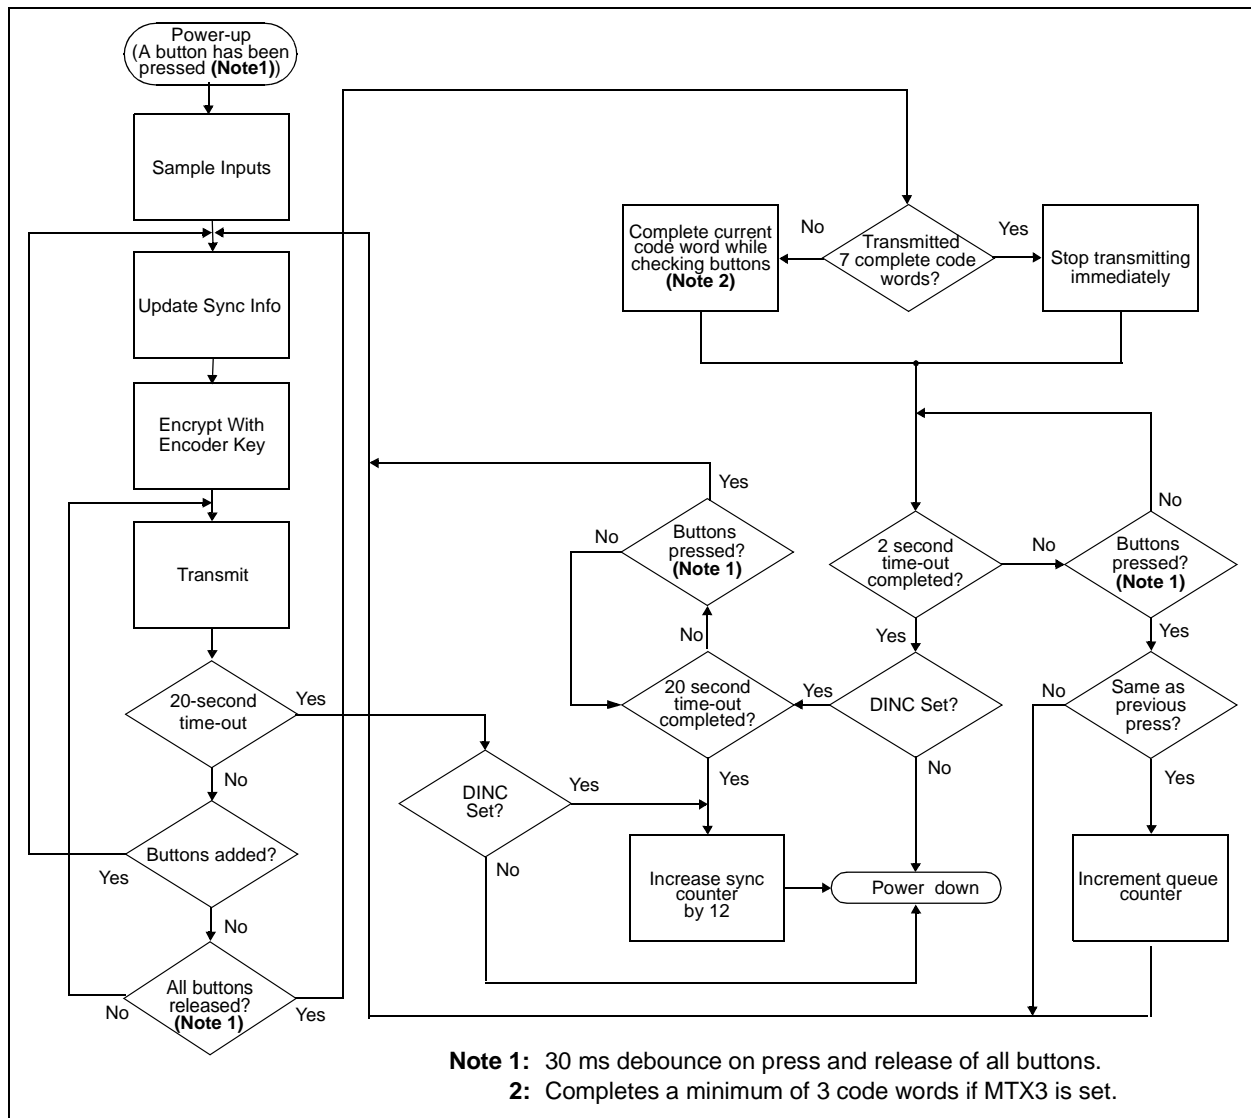 Power-up
(A button has been
pressed (Note1))
Sample Inputs
Update Sync Info
Encrypt With
Encoder Key
Transmit
20-second
time-out
Yes
No
Buttons added?
Yes
No
All buttons
released?
(Note 1)
No
Yes
DINC
Set?
Yes
No
Transmitted
7 complete code
words?
No
Yes
Complete current
code word while
checking buttons
(Note 2)
Stop transmitting
immediately
2 second
time-out
completed?
No
Yes
Buttons
pressed?
(Note 1)
No
Yes
Same as
previous
press?
No
Yes
Increment queue
counter
DINC Set?
Yes
No
20 second
time-out
completed?
No
Yes
Buttons
pressed?
(Note 1)
Yes
No
Increase sync
counter
by 12
Power down
Note 1: 30 ms debounce on press and release of all buttons.
2: Completes a minimum of 3 code words if MTX3 is set.